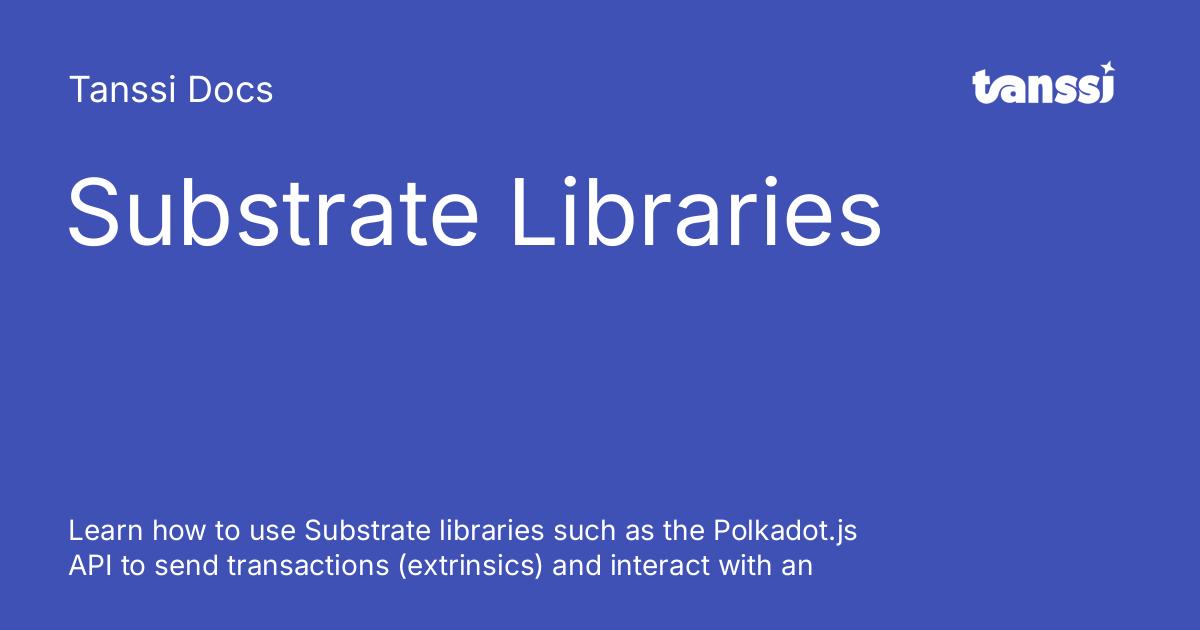 Tanssi Docs
tanssi
Substrate Libraries
Learn how to use Substrate libraries such as the Polkadot.js
API to send transactions (extrinsics) and interact with an